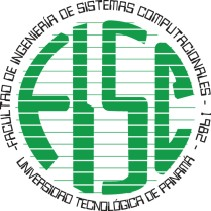 -FACULTAD DE INGENIERÍA DE SISTEMAS COMPUTACIONALES - 1982
- UNIVERSIDAD TECNOLÓGICA DE PANAMÁ -
FISC